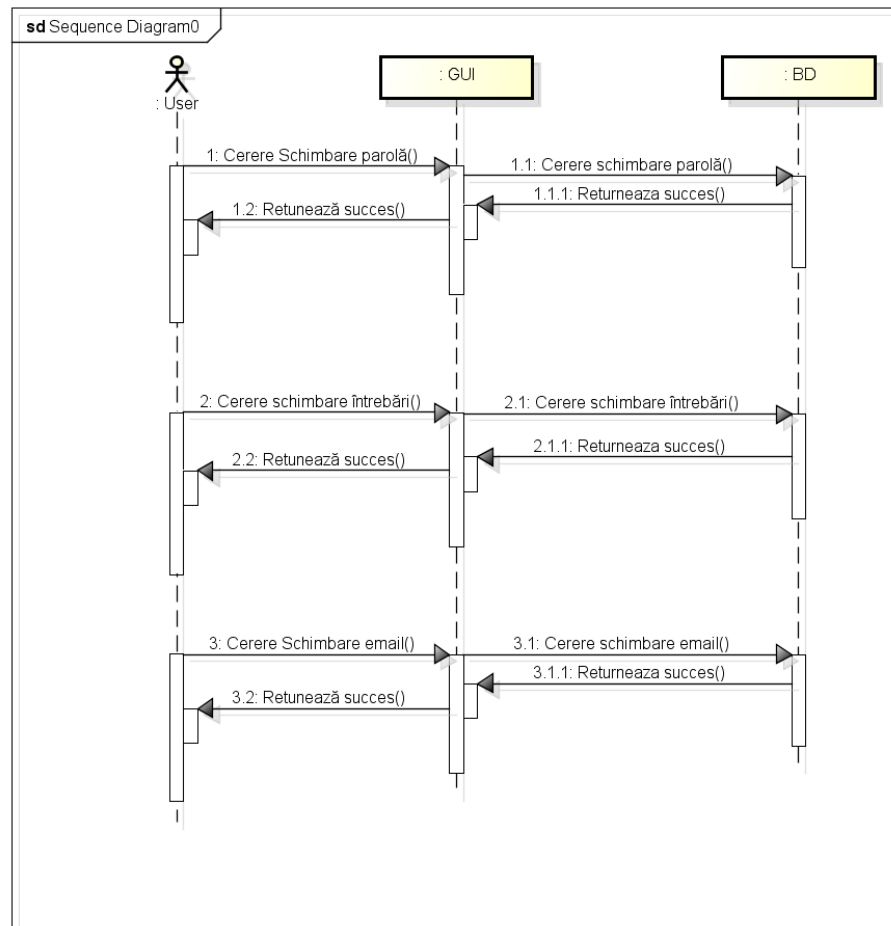 sd Sequence Diagram0
: User
: GUI
: BD
1: Cerere Schimbare parolă()
1.1: Cerere schimbare parolă()
1.1.1: Returneaza succes()
1.2: Retunează succes()
2: Cerere schimbare întrebări()
2.1: Cerere schimbare întrebări()
2.1.1: Returneaza succes()
2.2: Retunează succes()
3: Cerere Schimbare email()
3.1: Cerere schimbare email()
3.1.1: Returneaza succes()
3.2: Retunează succes()